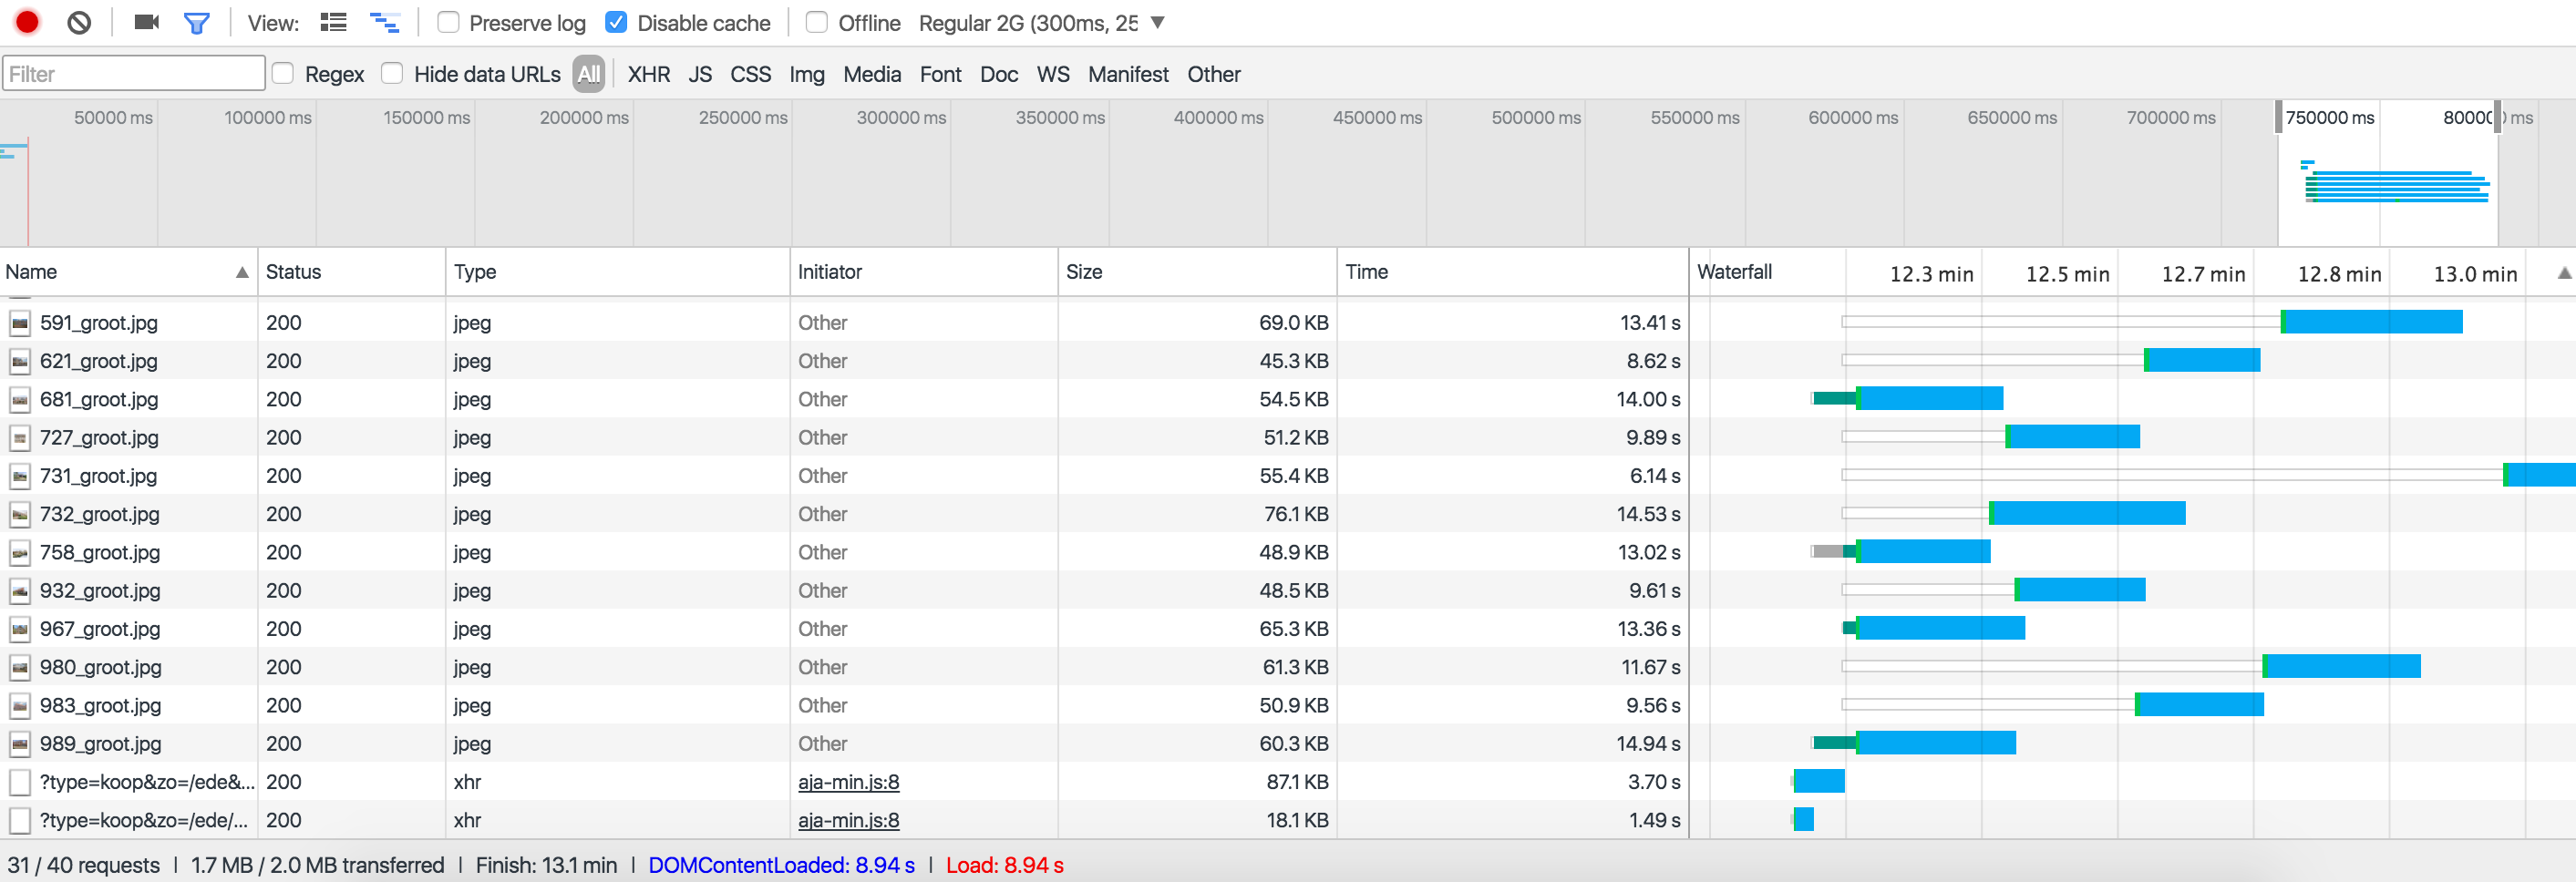 View: Preserve log Disable cache Offline Regular 2G (300ms, 25
Filter Regex Hide data URLs All XHR JS CSS Img Media Font Doc WS Manifest Other
50000 ms 100000 ms 150000 ms 200000 ms 250000 ms 300000 ms 350000 ms 400000 ms 450000 ms 500000 ms 550000 ms 600000 ms 650000 ms 700000 ms 750000 ms 80000 ms
Name Status Type Initiator Size Time Waterfall 12.3 min 12.5 min 12.7 min 12.8 min 13.0 min
591_groot.jpg 200 jpeg Other 69.0 KB 13.41 s
621_groot.jpg 200 jpeg Other 45.3 KB 8.62 s
681_groot.jpg 200 jpeg Other 54.5 KB 14.00 s
727_groot.jpg 200 jpeg Other 51.2 KB 9.89 s
731_groot.jpg 200 jpeg Other 55.4 KB 6.14 s
732_groot.jpg 200 jpeg Other 76.1 KB 14.53 s
758_groot.jpg 200 jpeg Other 48.9 KB 13.02 s
932_groot.jpg 200 jpeg Other 48.5 KB 9.61 s
967_groot.jpg 200 jpeg Other 65.3 KB 13.36 s
980_groot.jpg 200 jpeg Other 61.3 KB 11.67 s
983_groot.jpg 200 jpeg Other 50.9 KB 9.56 s
989_groot.jpg 200 jpeg Other 60.3 KB 14.94 s
?type=koop&zo=/ede&... 200 xhr aja-min.js:8 87.1 KB 3.70 s
?type=koop&zo=/ede/... 200 xhr aja-min.js:8 18.1 KB 1.49 s
31 / 40 requests | 1.7 MB / 2.0 MB transferred | Finish: 13.1 min | DOMContentLoaded: 8.94 s | Load: 8.94 s